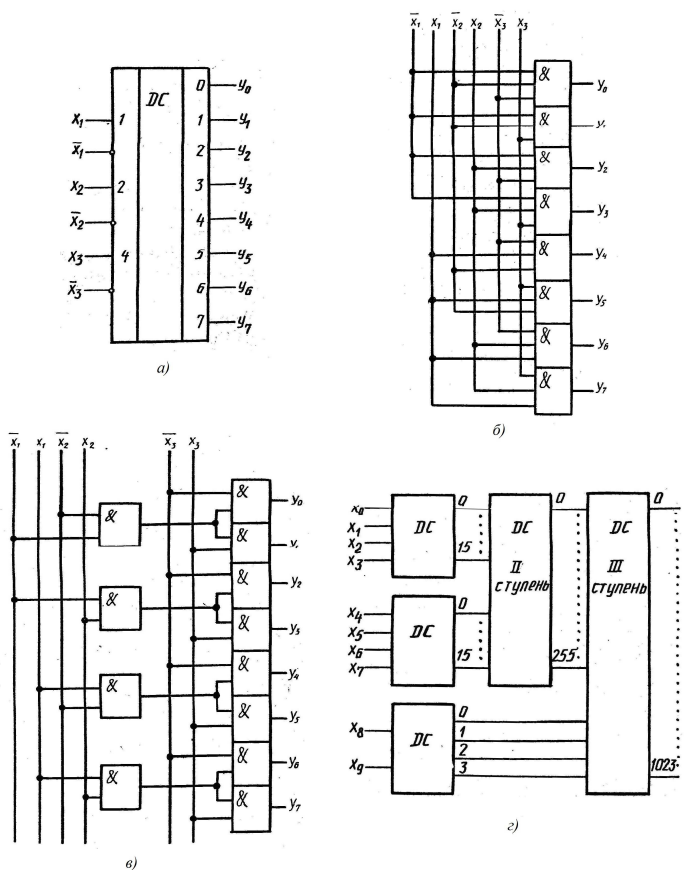 DC
0 y₀
X₁ 1 1 y₁
x̅₁ 2 y₂
X₂ 2 3 y₃
x̅₂ 4 y₄
X₃ 4 5 y₅
x̅₃ 6 y₆
7 y₇
а)
x̅₁ x₁ x̅₂ x₂ x̅₃ x₃
& y₀
&
& y₂
& y₃
& y₄
& y₅
& y₆
& y₇
б)
x̅₁ x₁ x̅₂ x₂ x̅₃ x₃
& & y₀
&
& & y₂
& y₃
& & y₄
& y₅
& & y₆
& y₇
в)
0 0 0
DC DC DC
X₁
X₂ II III
X₃ 15 ступень ступень
X₄ 0
X₅ DC
X₆
X₇ 15 255
0
X₈ 1
DC 2
X₉ 3 1023
г)